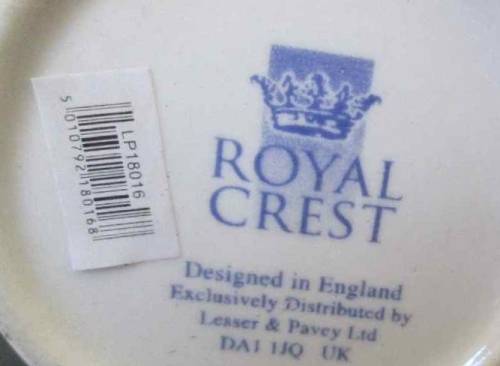 LP18016
5 010792 180168
ROYAL
CREST
Designed in England
Exclusively Distributed by
Lesser & Pavey Ltd
DA1 1JQ UK